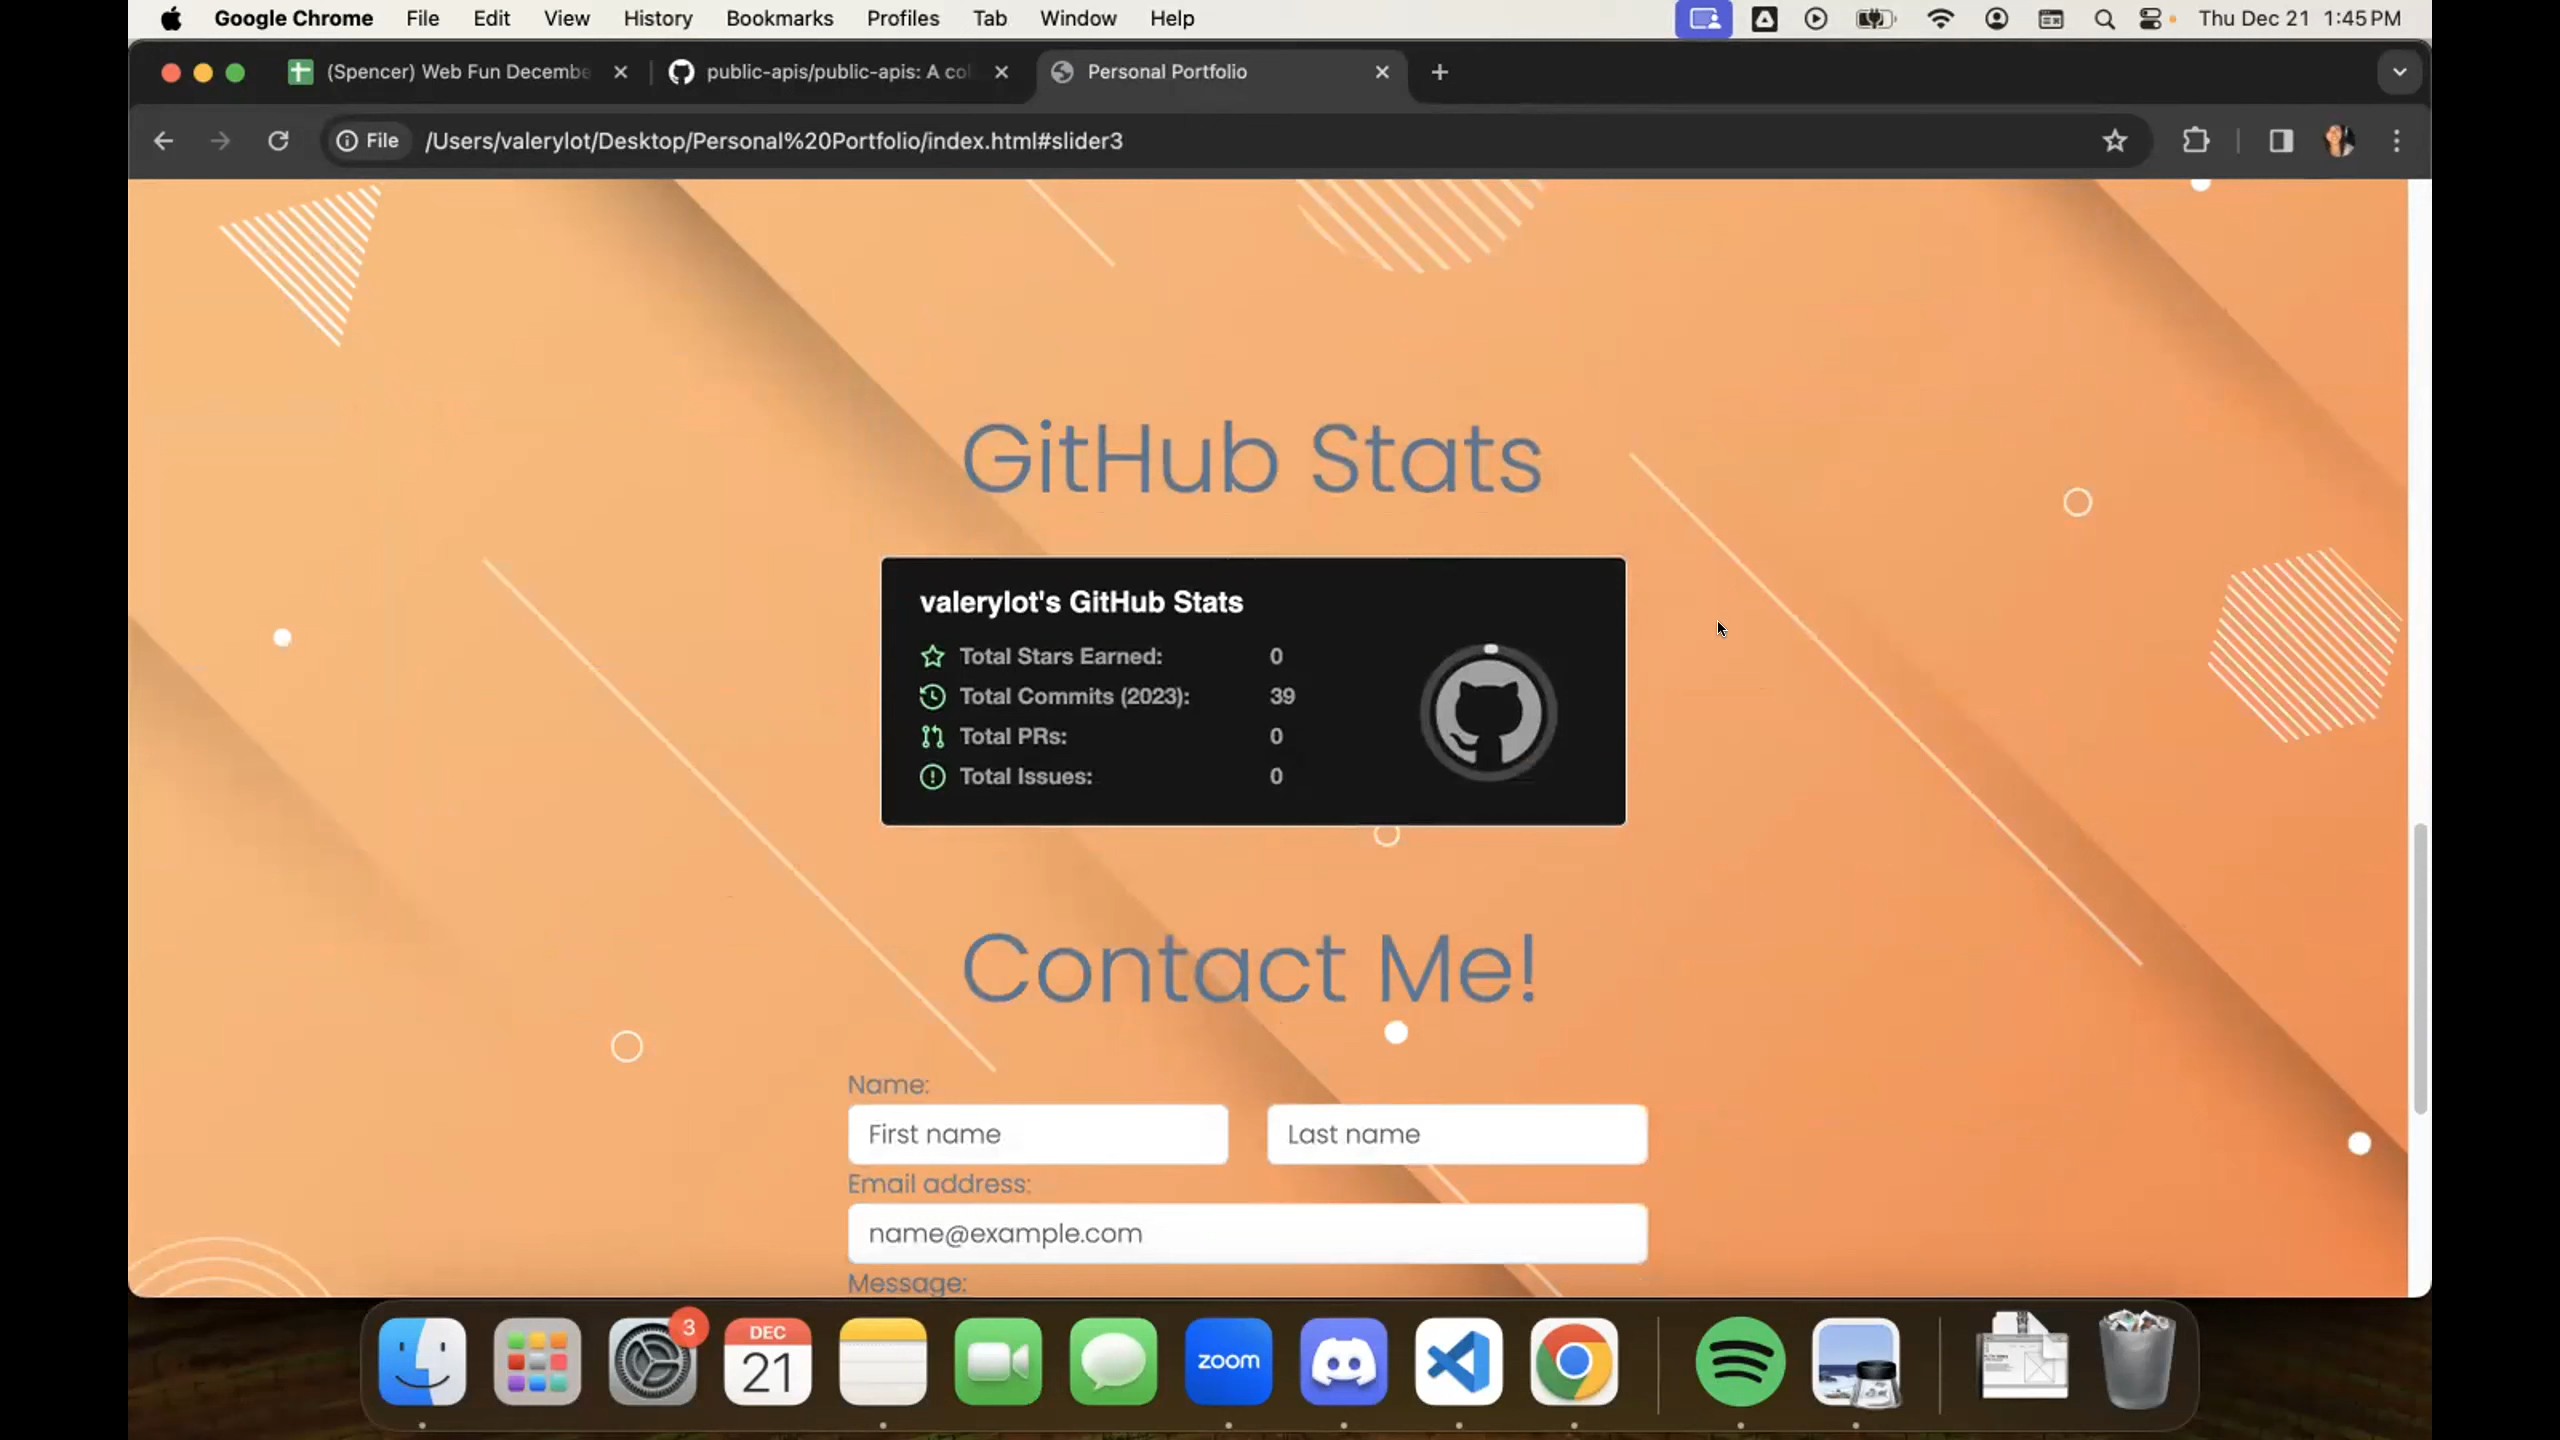 Google Chrome File Edit View History Bookmarks Profiles Tab Window Help Thu Dec 21 1:45 PM
(Spencer) Web Fun Decembe public-apis/public-apis: A col Personal Portfolio
File /Users/valerylot/Desktop/Personal%20Portfolio/index.html#slider3
GitHub Stats
valerylot's GitHub Stats
Total Stars Earned: 0
Total Commits (2023): 39
Total PRs: 0
Total Issues: 0
Contact Me!
Name:
First name Last name
Email address:
name@example.com
Message:
3
DEC
21
zoom